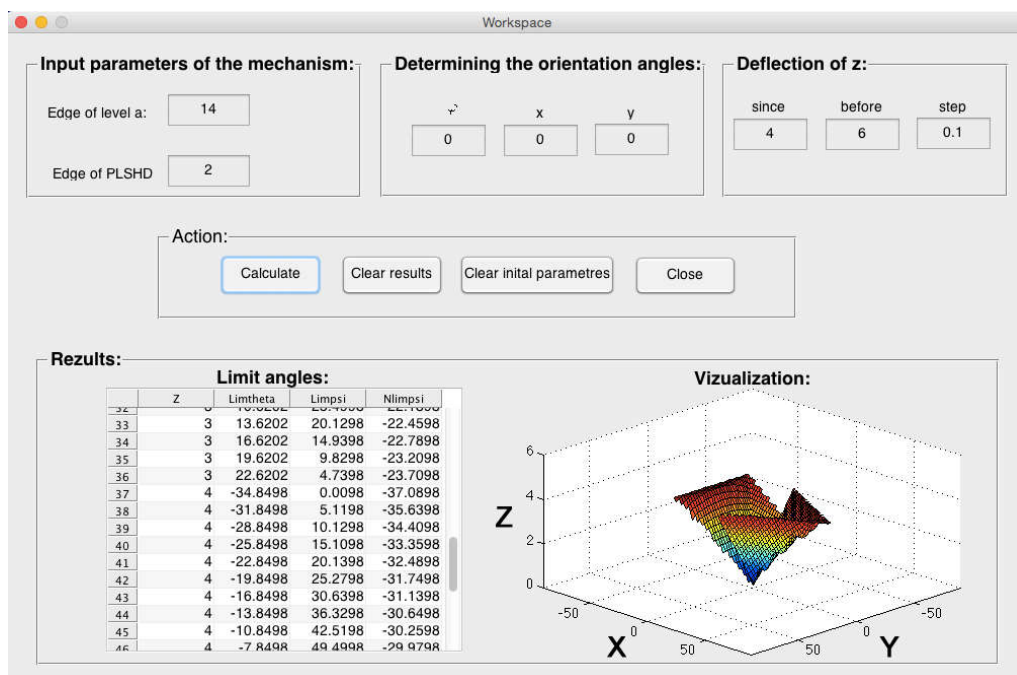 Workspace
Input parameters of the mechanism:
Edge of level a: 14
Edge of PLSHD 2
Determining the orientation angles:
x y
0 0 0
Deflection of z:
since before step
4 6 0.1
Action:
Calculate Clear results Clear inital parametres Close
Rezults:
Limit angles:
Z Limtheta Limpsi Nlimpsi
33 3 13.6202 20.1298 -22.4598
34 3 16.6202 14.9398 -22.7898
35 3 19.6202 9.8298 -23.2098
36 3 22.6202 4.7398 -23.7098
37 4 -34.8498 0.0098 -37.0898
38 4 -31.8498 5.1198 -35.6398
39 4 -28.8498 10.1298 -34.4098
40 4 -25.8498 15.1098 -33.3598
41 4 -22.8498 20.1398 -32.4898
42 4 -19.8498 25.2798 -31.7498
43 4 -16.8498 30.6398 -31.1398
44 4 -13.8498 36.3298 -30.6498
45 4 -10.8498 42.5198 -30.2598
46 4 -7.8498 49.4998 -29.9798
Vizualization:
6
4
Z
2
0
-50 -50
0 0
X Y
50 50